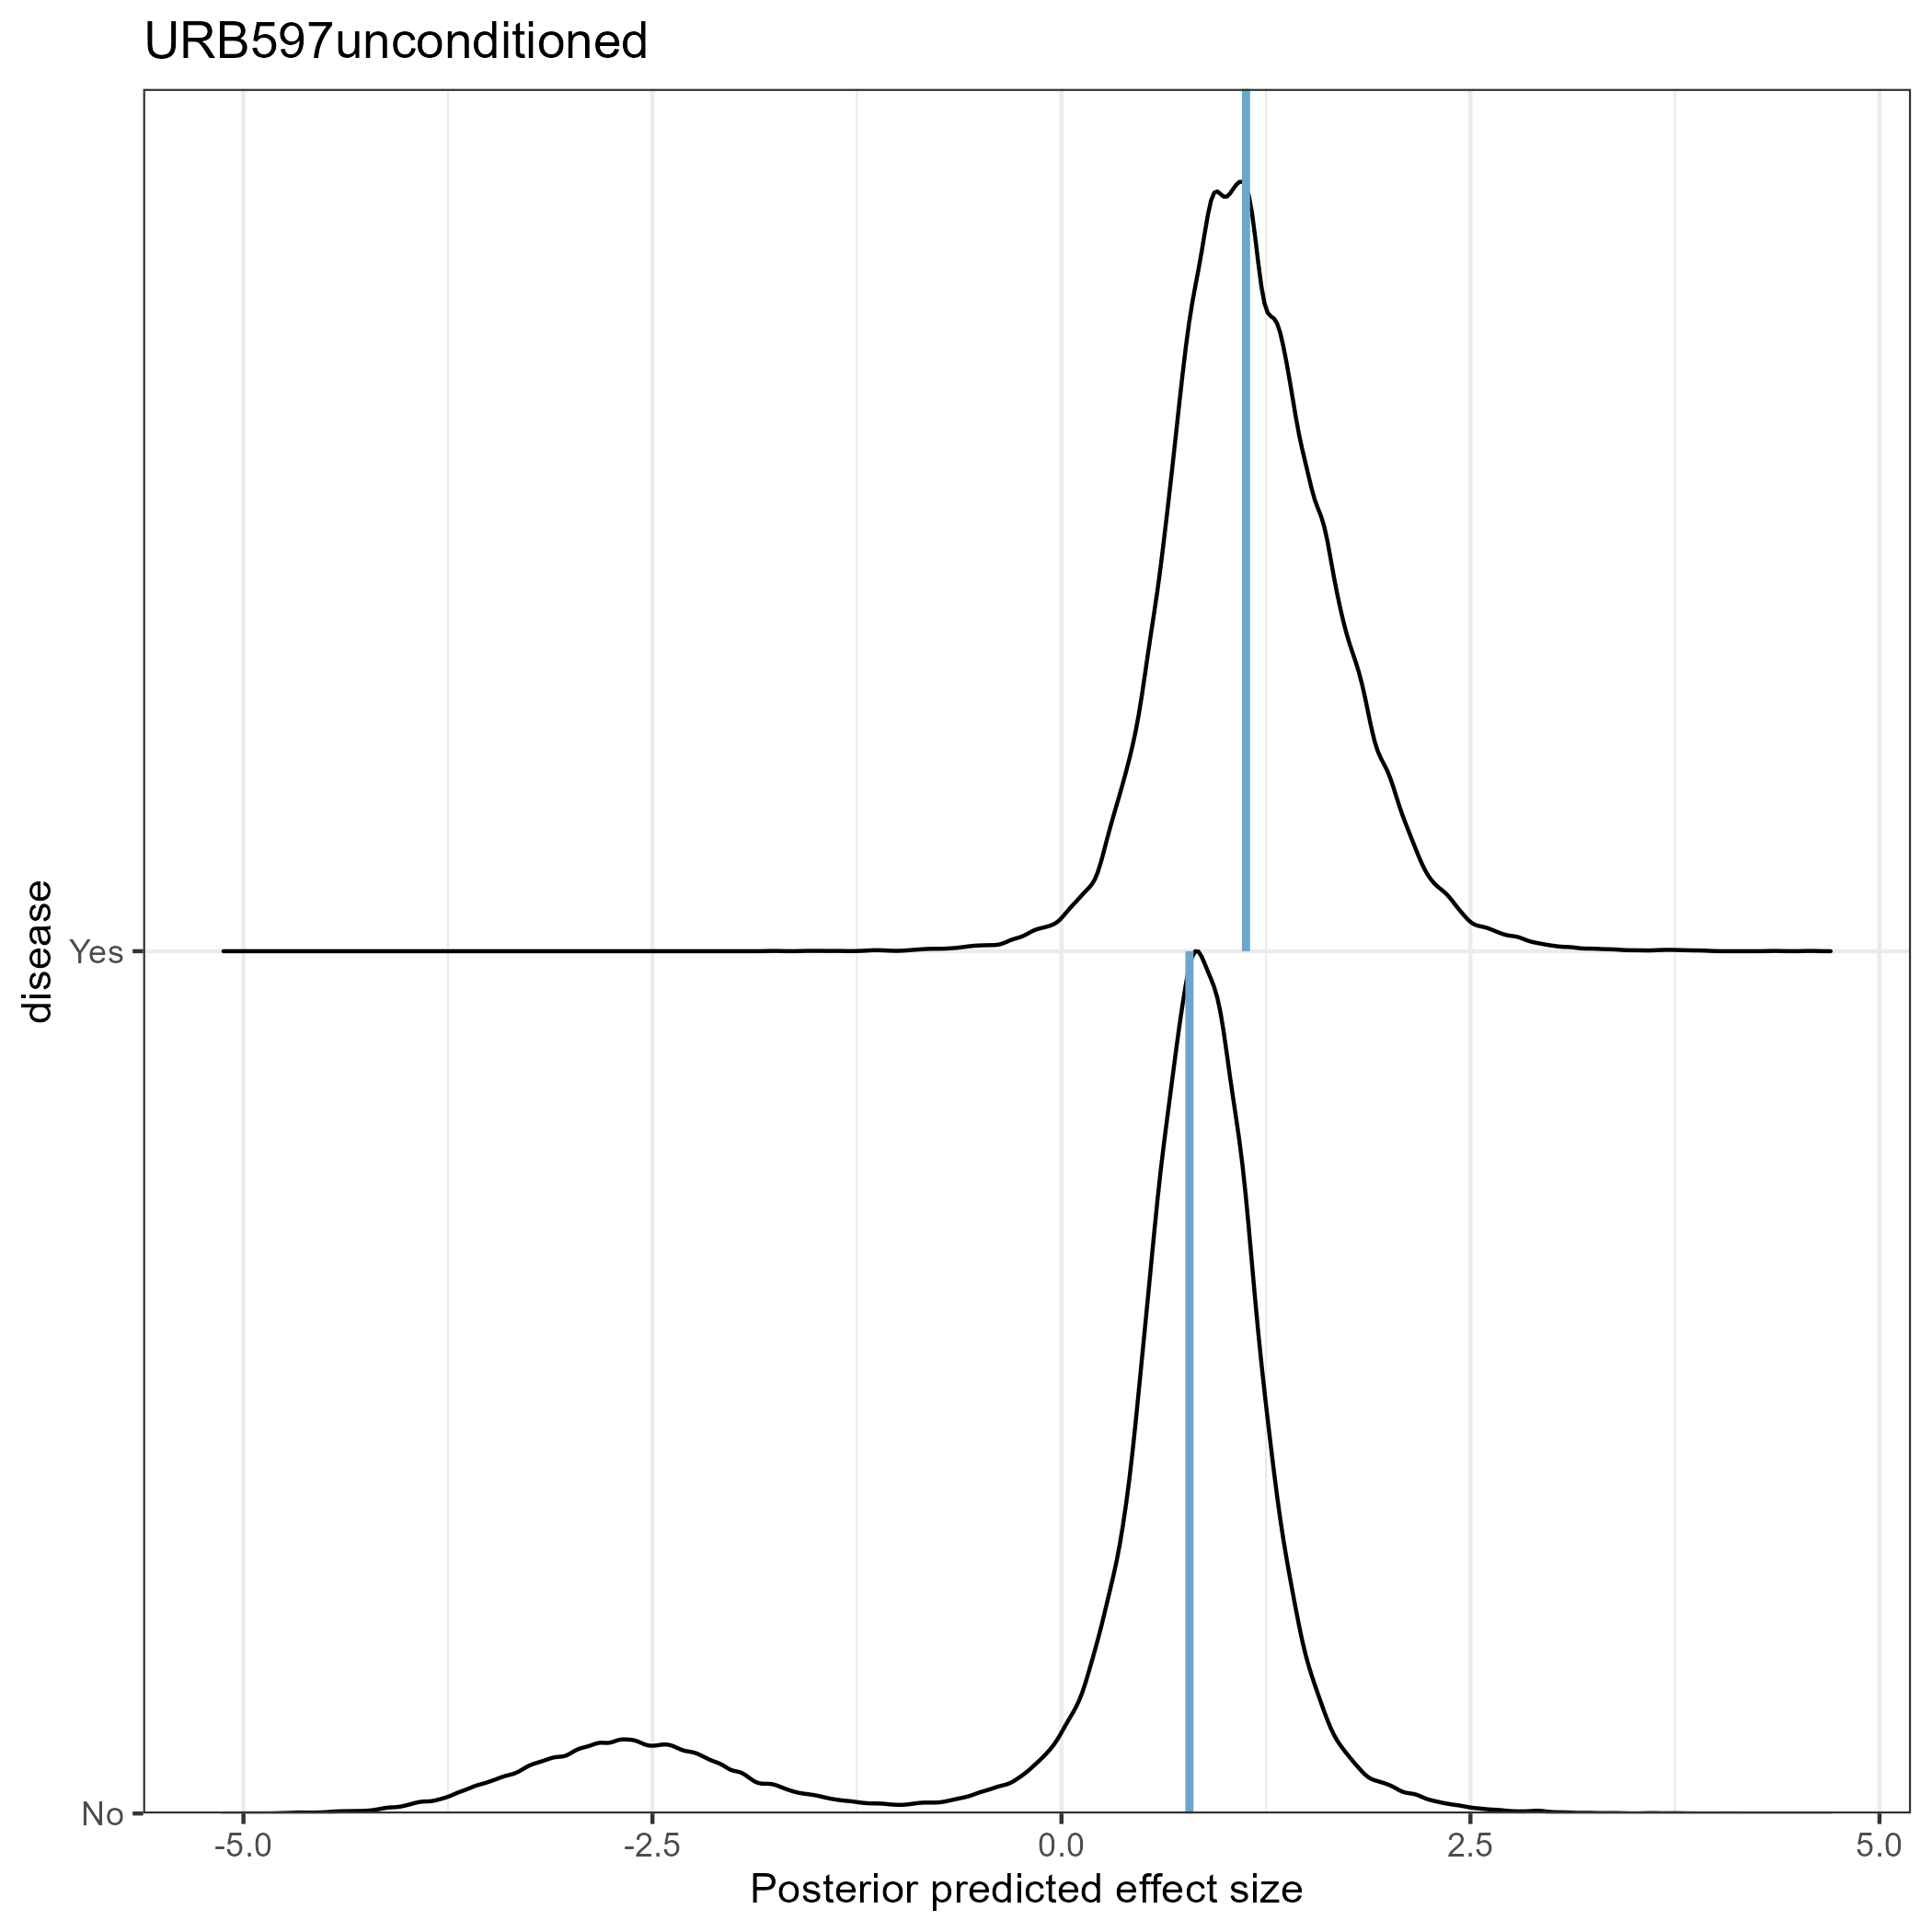 URB597unconditioned
disease
Yes
No
-5.0
-2.5
0.0
2.5
5.0
Posterior predicted effect size